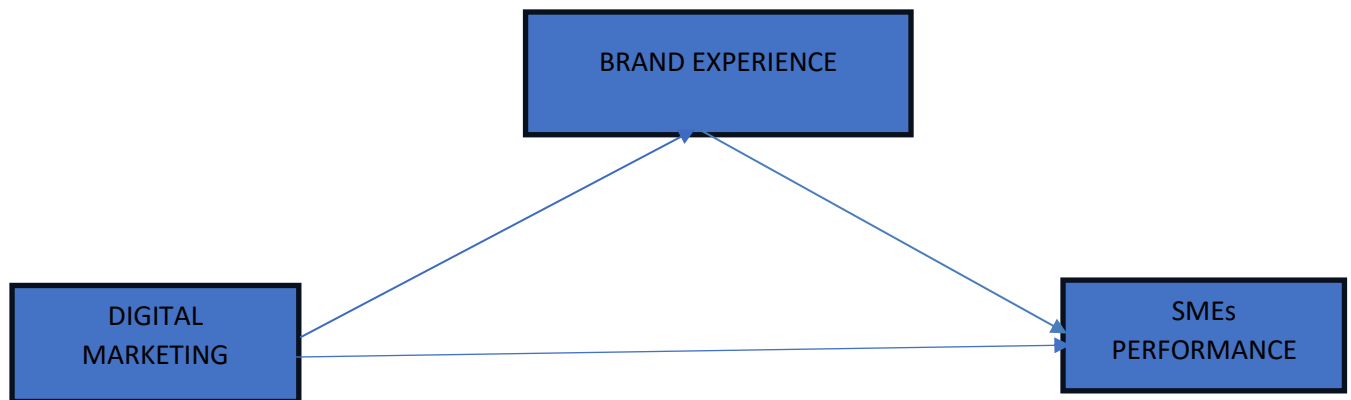 BRAND EXPERIENCE
DIGITAL
MARKETING
SMEs
PERFORMANCE